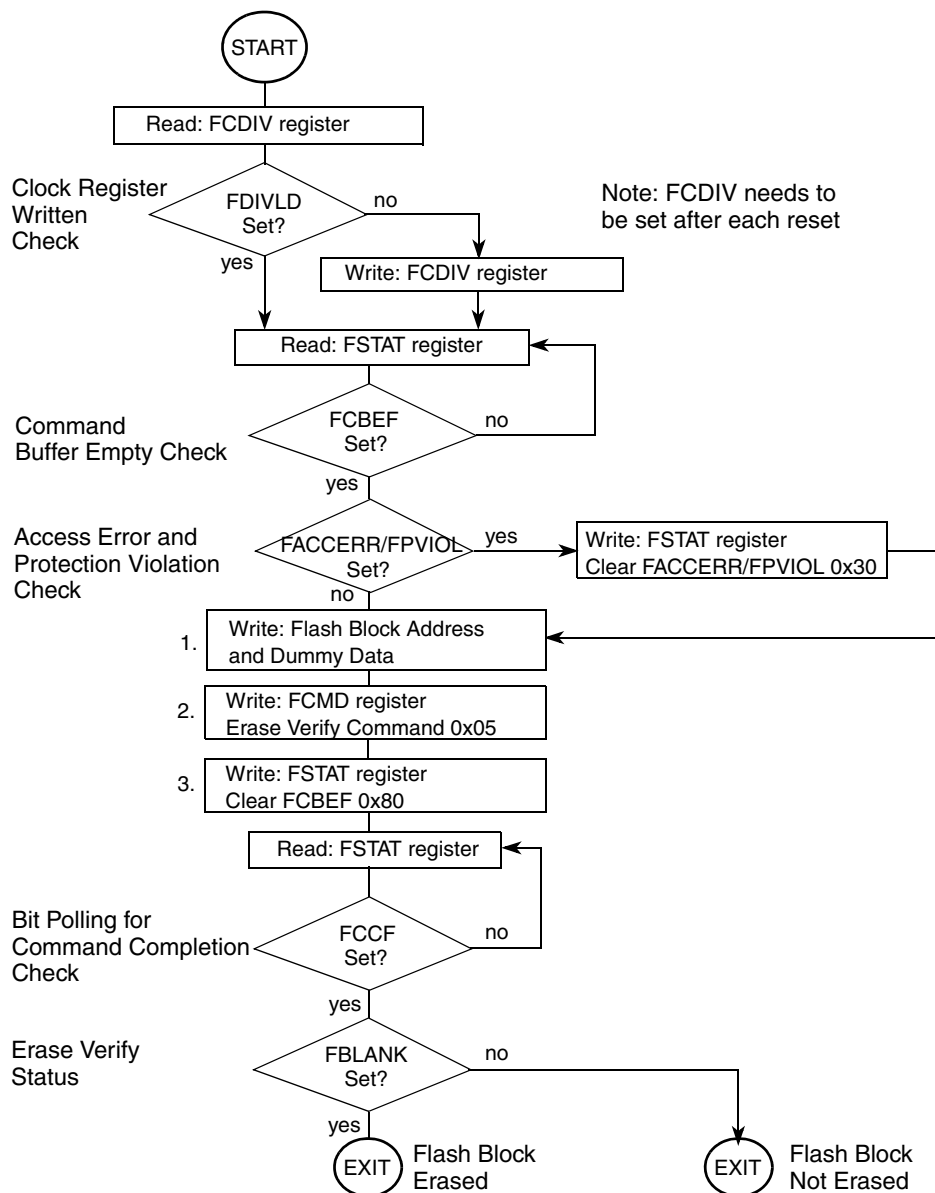 START
Read: FCDIV register
Clock Register
Written
Check
FDIVLD
Set?
no
yes
Note: FCDIV needs to
be set after each reset
Write: FCDIV register
Read: FSTAT register
Command
Buffer Empty Check
FCBEF
Set?
no
yes
Access Error and
Protection Violation
Check
FACCERR/FPVIOL
Set?
yes
no
Write: FSTAT register
Clear FACCERR/FPVIOL 0x30
1.
Write: Flash Block Address
and Dummy Data
2.
Write: FCMD register
Erase Verify Command 0x05
3.
Write: FSTAT register
Clear FCBEF 0x80
Read: FSTAT register
Bit Polling for
Command Completion
Check
FCCF
Set?
no
yes
Erase Verify
Status
FBLANK
Set?
no
yes
EXIT
Flash Block
Erased
EXIT
Flash Block
Not Erased